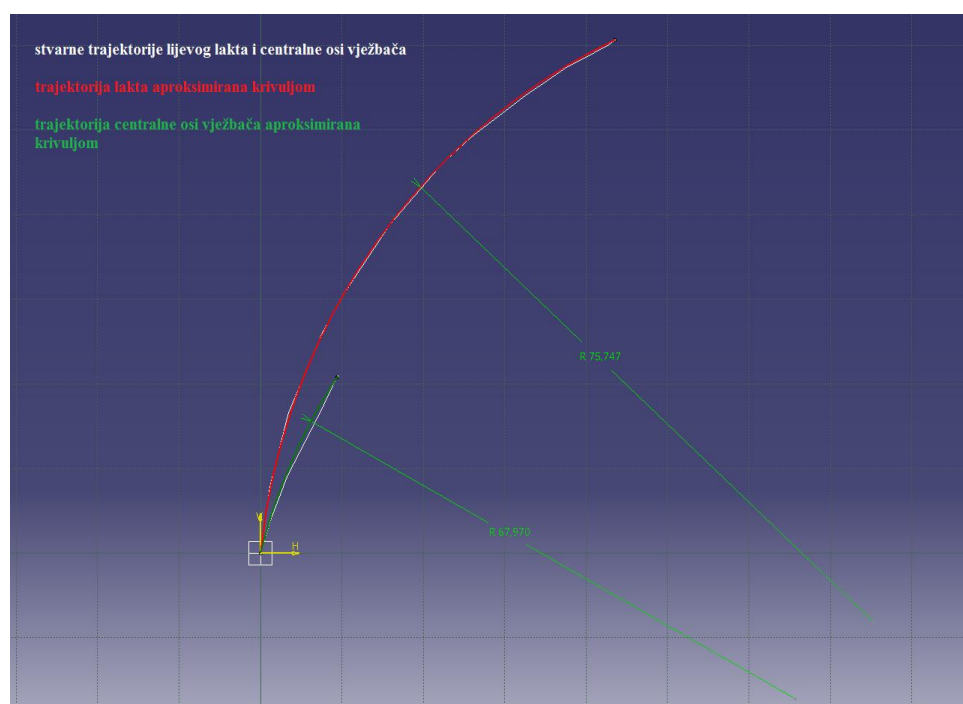 stvarne trajektorije lijevog lakta i centralne osi vježbača
trajektorija lakta aproksimirana krivuljom
trajektorija centralne osi vježbača aproksimirana
krivuljom
R 75,747
R 67,970
V
H